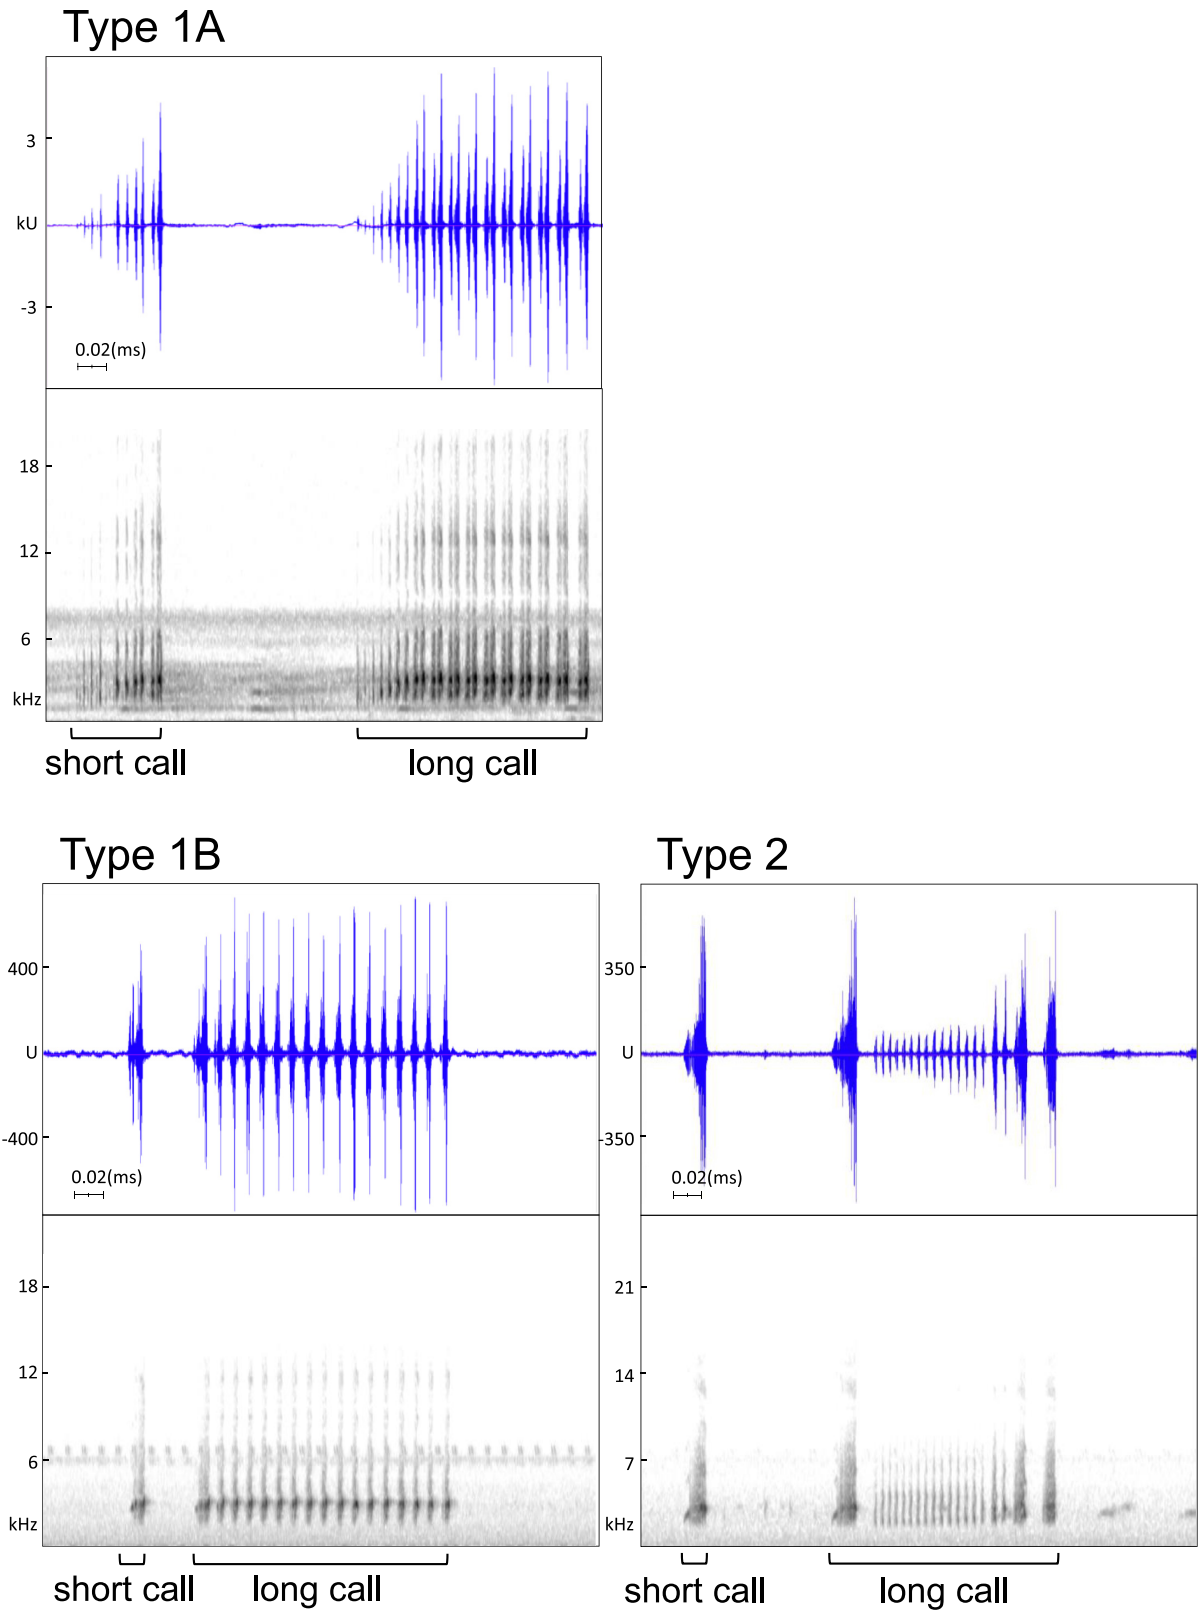 Type 1A
3
kU
-3
0.02(ms)
18
12
6
kHz
short call long call
Type 1B Type 2
400
U
-400
0.02(ms)
18
12
6
kHz
short call long call
350
U
-350
0.02(ms)
21
14
7
kHz
short call long call